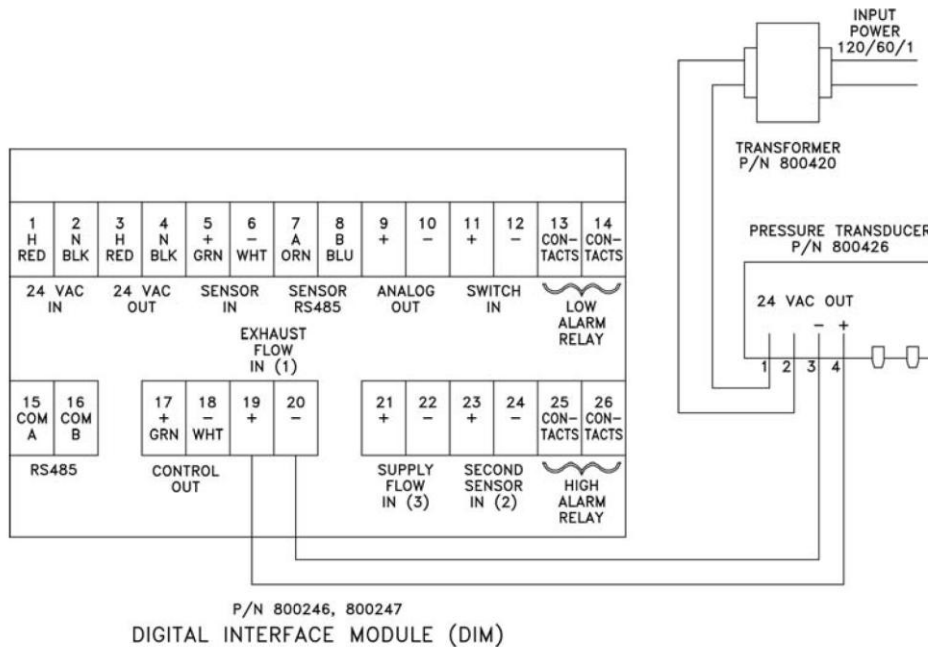 INPUT
POWER
120/60/1
TRANSFORMER
P/N 800420
1 2 3 4 5 6 7 8 9 10 11 12 13 14
H N H N + − A B + − + − CON- CON-
RED BLK RED BLK GRN WHT ORN BLU TACTS TACTS
24 VAC 24 VAC SENSOR SENSOR ANALOG SWITCH
IN OUT IN RS485 OUT IN
LOW
ALARM
RELAY
EXHAUST
FLOW
IN (1)
PRESSURE TRANSDUCER
P/N 800426
24 VAC OUT
− +
1 2 3 4
15 16 17 18 19 20 21 22 23 24 25 26
COM COM + − + − + − + − CON- CON-
A B GRN WHT TACTS TACTS
RS485
CONTROL
OUT
SUPPLY
FLOW
IN (3)
SECOND
SENSOR
IN (2)
HIGH
ALARM
RELAY
P/N 800246, 800247
DIGITAL INTERFACE MODULE (DIM)